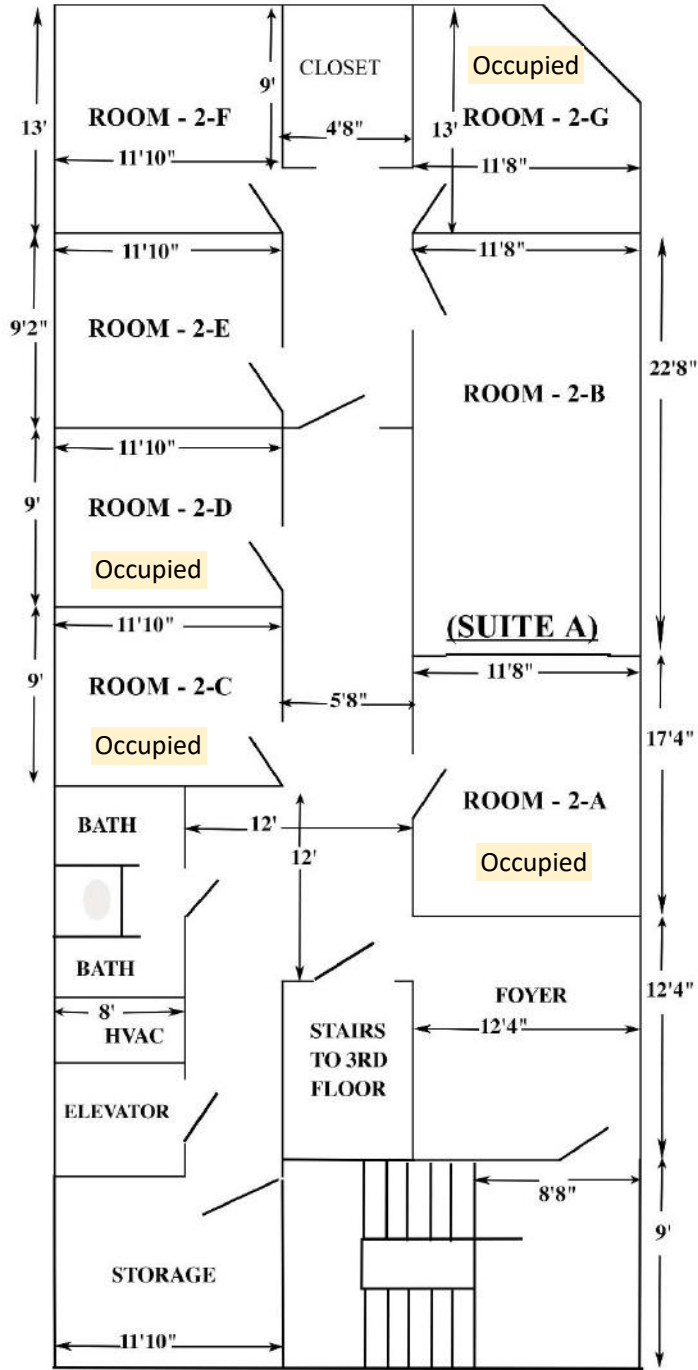 CLOSET
Occupied
9'
13'
ROOM - 2-F
4'8"
13'
ROOM - 2-G
11'10"
11'8"
11'10"
11'8"
9'2"
ROOM - 2-E
22'8"
ROOM - 2-B
11'10"
9'
ROOM - 2-D
Occupied
11'10"
(SUITE A)
11'8"
9'
ROOM - 2-C
5'8"
Occupied
17'4"
ROOM - 2-A
BATH
12'
12'
Occupied
BATH
8'
HVAC
FOYER
12'4"
12'4"
STAIRS
TO 3RD
FLOOR
ELEVATOR
8'8"
9'
STORAGE
11'10"